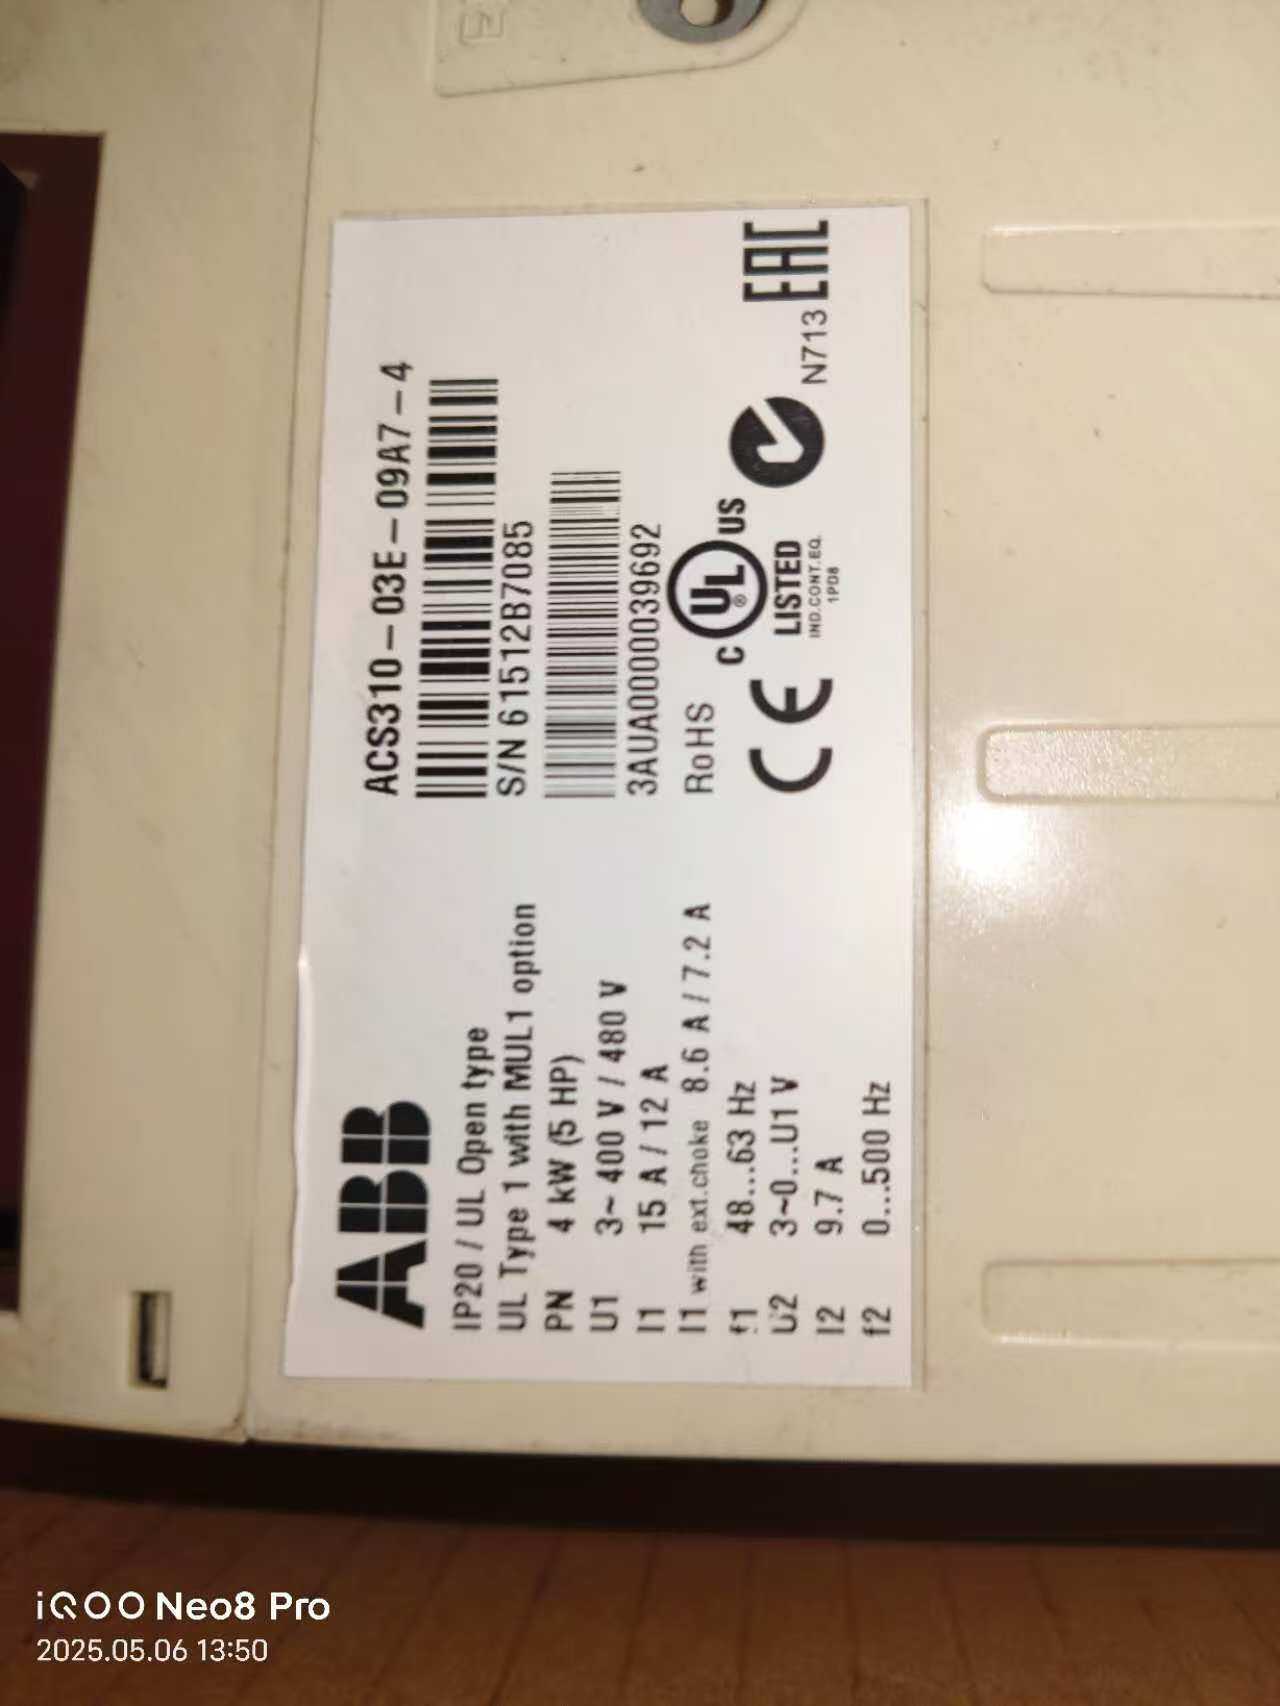 ABB
IP20 / UL Open type
UL Type 1 with MUL1 option
PN 4 kW (5 HP)
U1 3~ 400 V / 480 V
I1 15 A / 12 A
I1 with ext.choke 8.6 A / 7.2 A
f1 48...63 Hz
U2 3~0...U1 V
I2 9.7 A
f2 0...500 Hz
ACS310-03E-09A7-4
S/N 61512B7085
3AUA0000039692
RoHS
CE
C UL ® US
LISTED
IND.CONT.EQ.
1PD8
N713
EAC
iQOO Neo8 Pro
2025.05.06 13:50